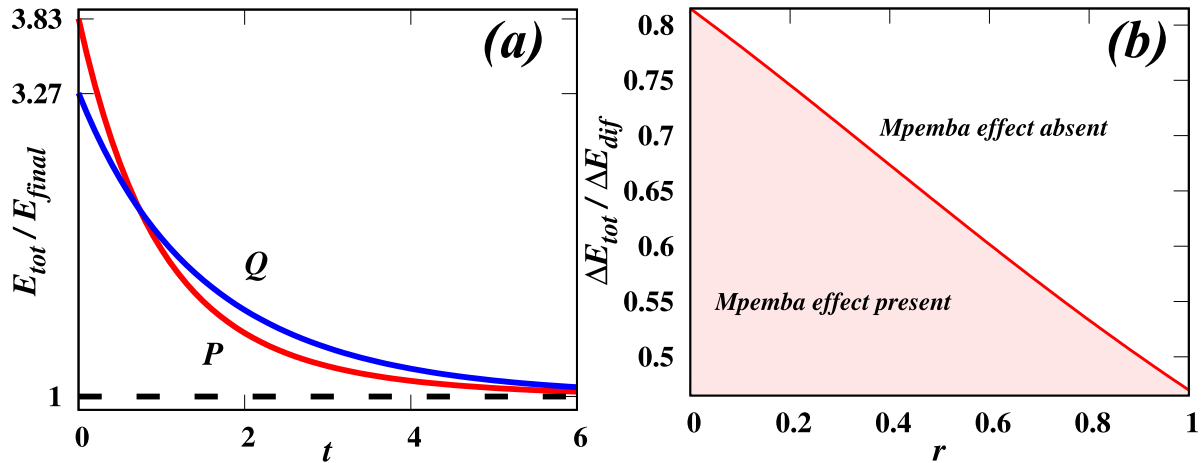 (a)
3.83
3.27
1
E_tot / E_final
Q
P
0
2
4
6
t
(b)
0.8
0.75
0.7
0.65
0.6
0.55
0.5
ΔE_tot / ΔE_dif
Mpemba effect absent
Mpemba effect present
0
0.2
0.4
0.6
0.8
1
r